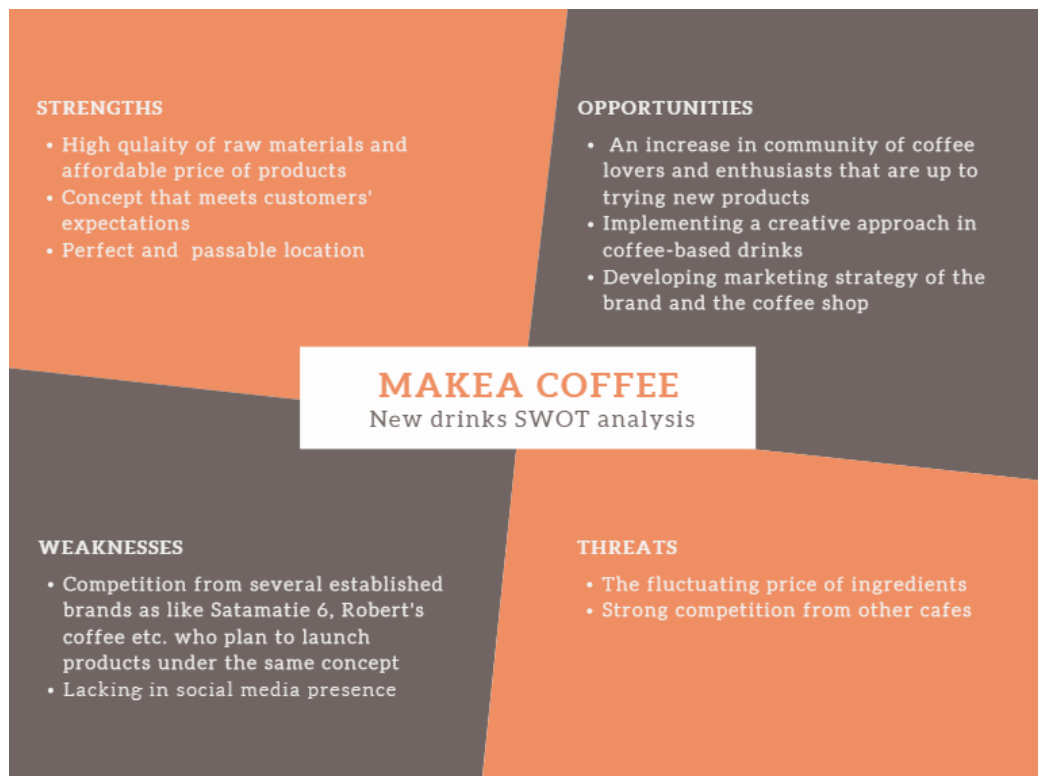 STRENGTHS
• High qulaity of raw materials and
affordable price of products
• Concept that meets customers'
expectations
• Perfect and  passable location
OPPORTUNITIES
•  An increase in community of coffee
lovers and enthusiasts that are up to
trying new products
• Implementing a creative approach in
coffee-based drinks
• Developing marketing strategy of the
brand and the coffee shop
MAKEA COFFEE
New drinks SWOT analysis
WEAKNESSES
• Competition from several established
brands as like Satamatie 6, Robert's
coffee etc. who plan to launch
products under the same concept
• Lacking in social media presence
THREATS
• The fluctuating price of ingredients
• Strong competition from other cafes